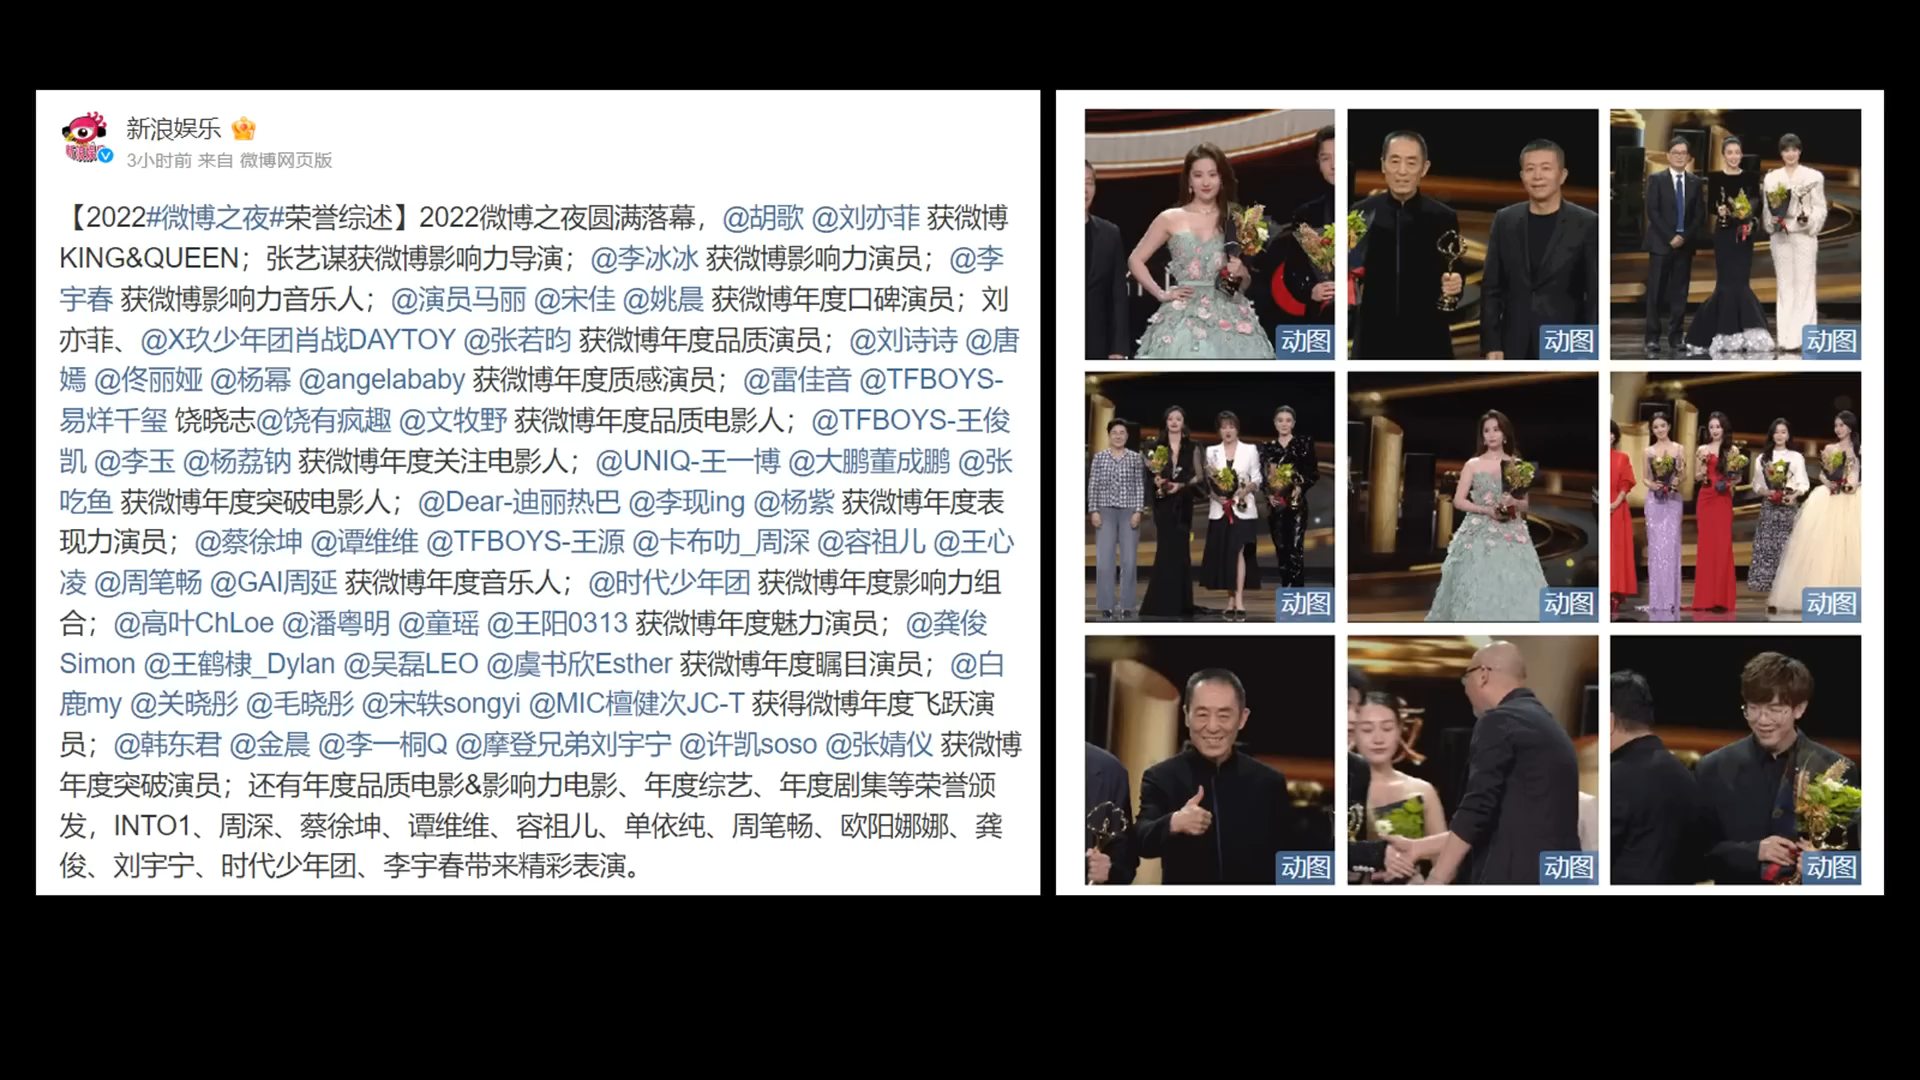 新浪娱乐
3小时前 来自 微博网页版
【2022#微博之夜#荣誉综述】2022微博之夜圆满落幕，@胡歌 @刘亦菲 获微博
KING&QUEEN；张艺谋获微博影响力导演；@李冰冰 获微博影响力演员；@李
宇春 获微博影响力音乐人；@演员马丽 @宋佳 @姚晨 获微博年度口碑演员；刘
亦菲、@X玖少年团肖战DAYTOY @张若昀 获微博年度品质演员；@刘诗诗 @唐
嫣 @佟丽娅 @杨幂 @angelababy 获微博年度质感演员；@雷佳音 @TFBOYS-
易烊千玺 饶晓志@饶有疯趣 @文牧野 获微博年度品质电影人；@TFBOYS-王俊
凯 @李玉 @杨荔钠 获微博年度关注电影人；@UNIQ-王一博 @大鹏董成鹏 @张
吃鱼 获微博年度突破电影人；@Dear-迪丽热巴 @李现ing @杨紫 获微博年度表
现力演员；@蔡徐坤 @谭维维 @TFBOYS-王源 @卡布叻_周深 @容祖儿 @王心
凌 @周笔畅 @GAI周延 获微博年度音乐人；@时代少年团 获微博年度影响力组
合；@高叶ChLoe @潘粤明 @童瑶 @王阳0313 获微博年度魅力演员；@龚俊
Simon @王鹤棣_Dylan @吴磊LEO @虞书欣Esther 获微博年度瞩目演员；@白
鹿my @关晓彤 @毛晓彤 @宋轶songyi @MIC檀健次JC-T 获得微博年度飞跃演
员；@韩东君 @金晨 @李一桐Q @摩登兄弟刘宇宁 @许凯soso @张婧仪 获微博
年度突破演员；还有年度品质电影&影响力电影、年度综艺、年度剧集等荣誉颁
发，INTO1、周深、蔡徐坤、谭维维、容祖儿、单依纯、周笔畅、欧阳娜娜、龚
俊、刘宇宁、时代少年团、李宇春带来精彩表演。
动图
动图
动图
动图
动图
动图
动图
动图
动图